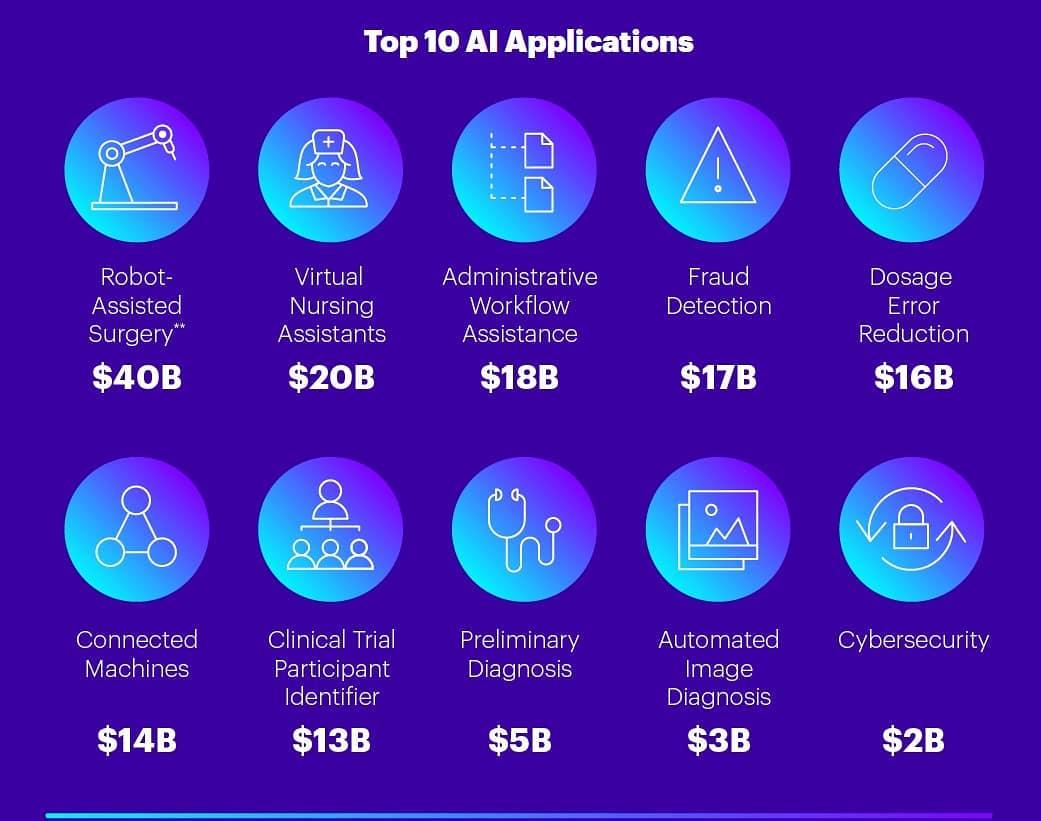 Top 10 AI Applications
Robot-
Assisted
Surgery**
$40B
Virtual
Nursing
Assistants
$20B
Administrative
Workflow
Assistance
$18B
Fraud
Detection
$17B
Dosage
Error
Reduction
$16B
Connected
Machines
$14B
Clinical Trial
Participant
Identifier
$13B
Preliminary
Diagnosis
$5B
Automated
Image
Diagnosis
$3B
Cybersecurity
$2B